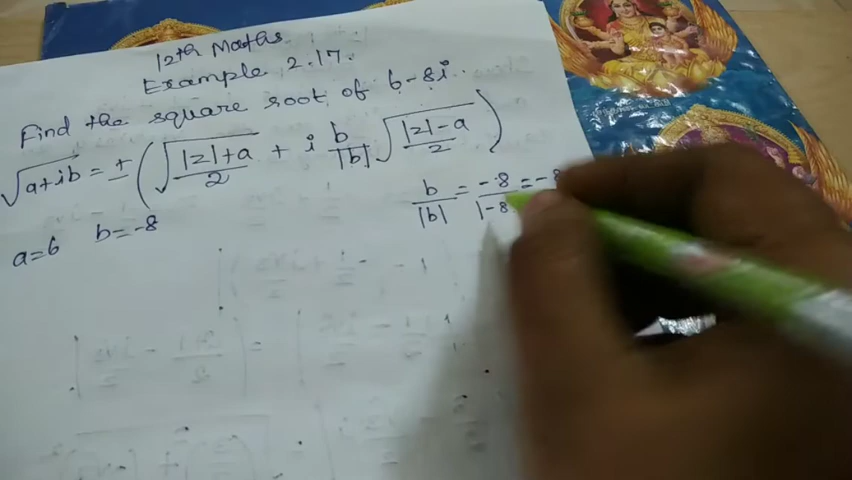 12th Maths
Example 2.17.
Find the square root of 6-8i.
√a+ib = ± ( √|z|+a/2 + i b/|b| √|z|-a/2 )
b/|b| = -8/|-8 = -8
a=6 b=-8